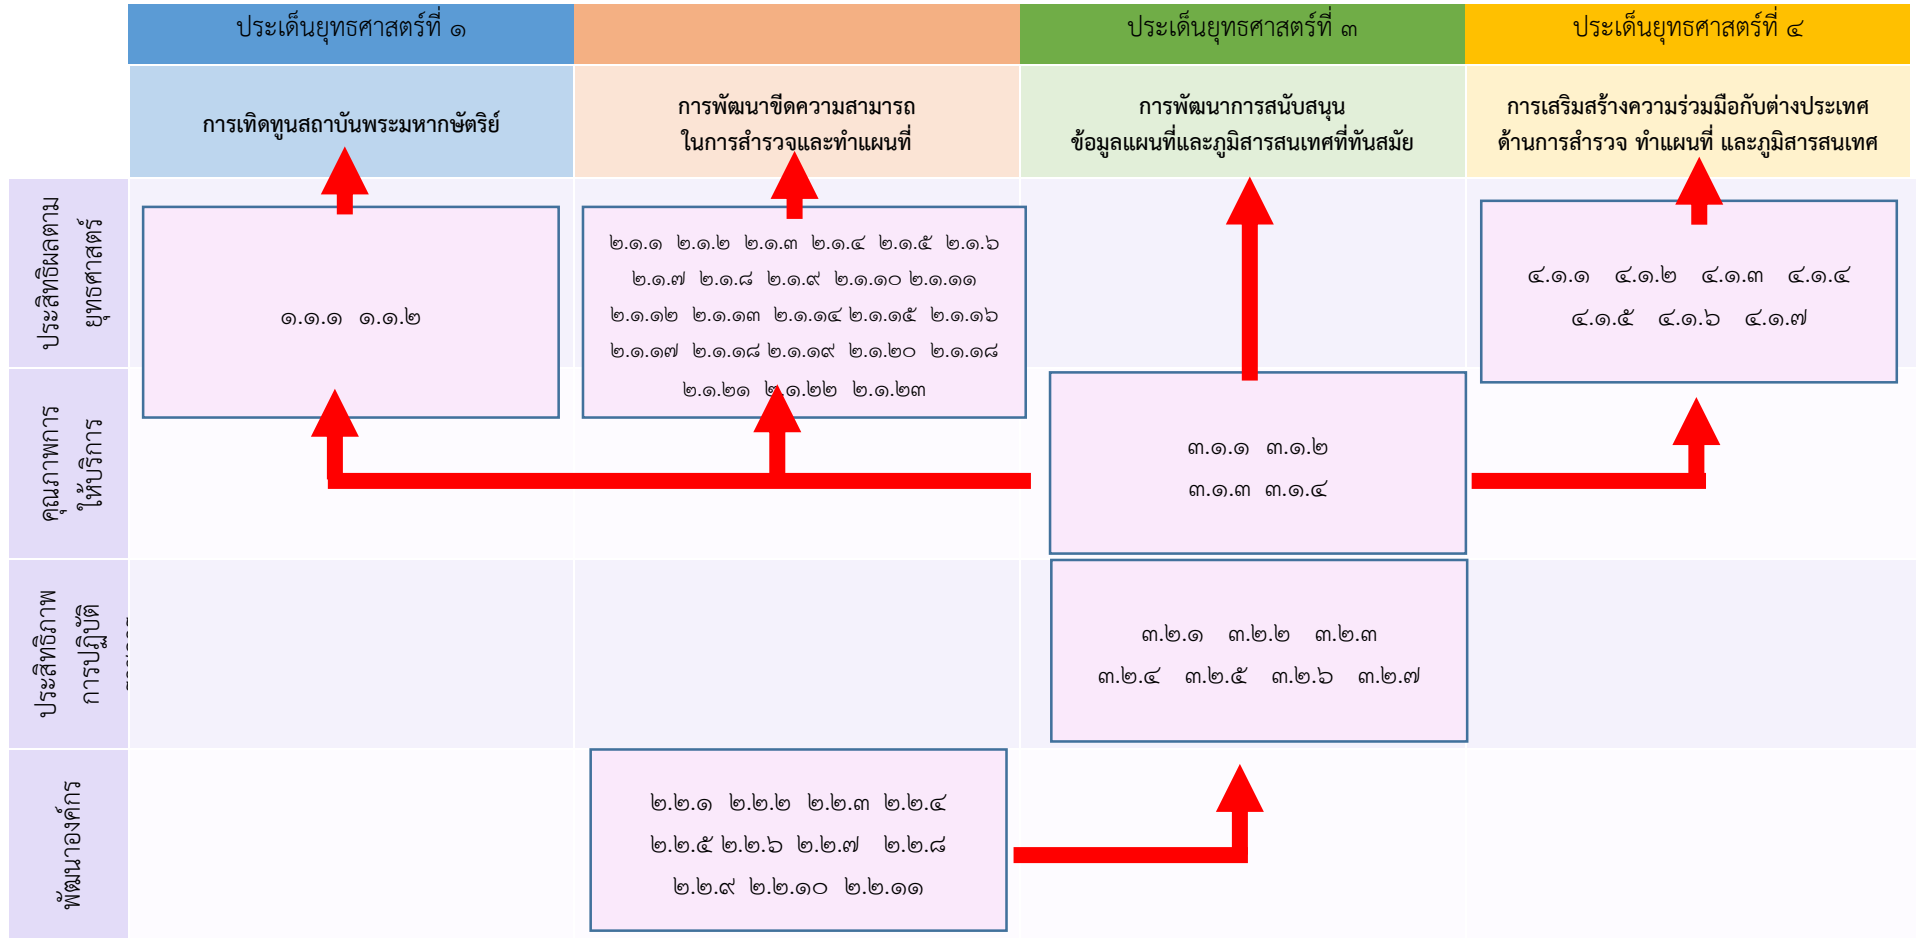 ประเด็นยุทธศาสตร์ที่ ๑
ประเด็นยุทธศาสตร์ที่ ๓
ประเด็นยุทธศาสตร์ที่ ๔
การเทิดทูนสถาบันพระมหากษัตริย์
การพัฒนาขีดความสามารถ
ในการสำรวจและทำแผนที่
การพัฒนาการสนับสนุน
ข้อมูลแผนที่และภูมิสารสนเทศที่ทันสมัย
การเสริมสร้างความร่วมมือกับต่างประเทศ
ด้านการสำรวจ ทำแผนที่ และภูมิสารสนเทศ
ประสิทธิผลตาม
ยุทธศาสตร์
๑.๑.๑ ๑.๑.๒
๒.๑.๑ ๒.๑.๒ ๒.๑.๓ ๒.๑.๔ ๒.๑.๕ ๒.๑.๖
๒.๑.๗ ๒.๑.๘ ๒.๑.๙ ๒.๑.๑๐ ๒.๑.๑๑
๒.๑.๑๒ ๒.๑.๑๓ ๒.๑.๑๔ ๒.๑.๑๕ ๒.๑.๑๖
๒.๑.๑๗ ๒.๑.๑๘ ๒.๑.๑๙ ๒.๑.๒๐ ๒.๑.๑๘
๒.๑.๒๑ ๒.๑.๒๒ ๒.๑.๒๓
๔.๑.๑ ๔.๑.๒ ๔.๑.๓ ๔.๑.๔
๔.๑.๕ ๔.๑.๖ ๔.๑.๗
คุณภาพการ
ให้บริการ
๓.๑.๑ ๓.๑.๒
๓.๑.๓ ๓.๑.๔
ประสิทธิภาพ
การปฏิบัติ
๓.๒.๑ ๓.๒.๒ ๓.๒.๓
๓.๒.๔ ๓.๒.๕ ๓.๒.๖ ๓.๒.๗
พัฒนาองค์กร
๒.๒.๑ ๒.๒.๒ ๒.๒.๓ ๒.๒.๔
๒.๒.๕ ๒.๒.๖ ๒.๒.๗ ๒.๒.๘
๒.๒.๙ ๒.๒.๑๐ ๒.๒.๑๑